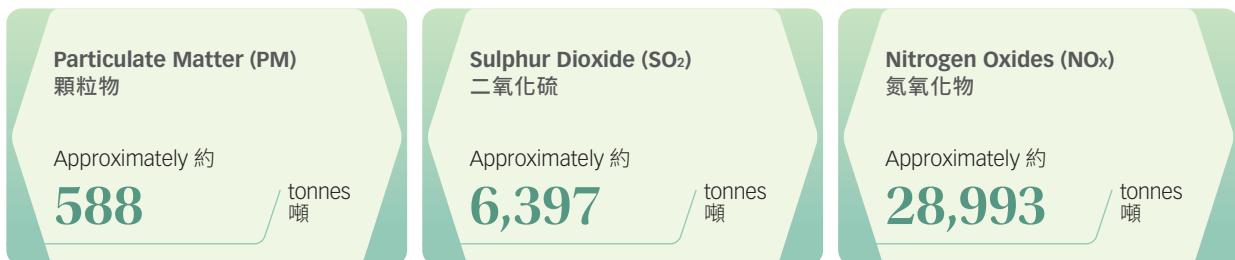 Particulate Matter (PM)
顆粒物
Approximately 約
588
tonnes
噸
Sulphur Dioxide (SO₂)
二氧化硫
Approximately 約
6,397
tonnes
噸
Nitrogen Oxides (NOx)
氮氧化物
Approximately 約
28,993
tonnes
噸